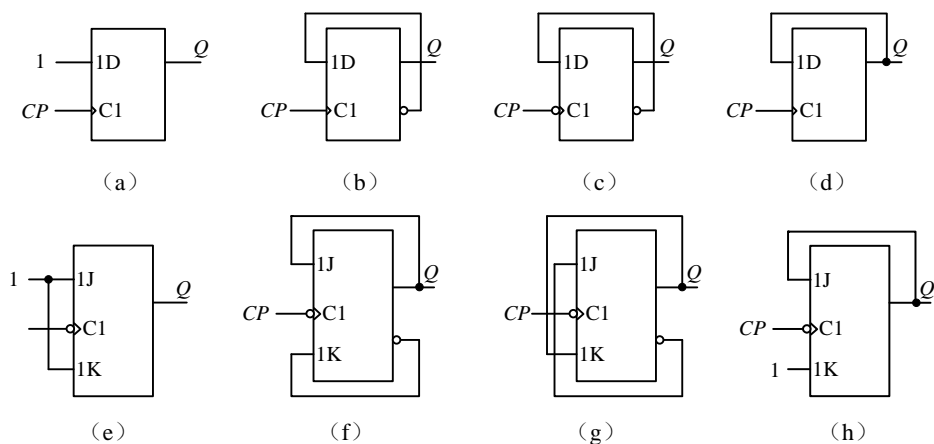 1 1D Q CP C1
1D Q CP C1
1D Q CP C1
1D Q CP C1
（a） （b） （c） （d）
1 1J Q C1 1K
1J Q CP C1 1K
1J Q CP C1 1K
1J Q CP C1 1 1K
（e） （f） （g） （h）